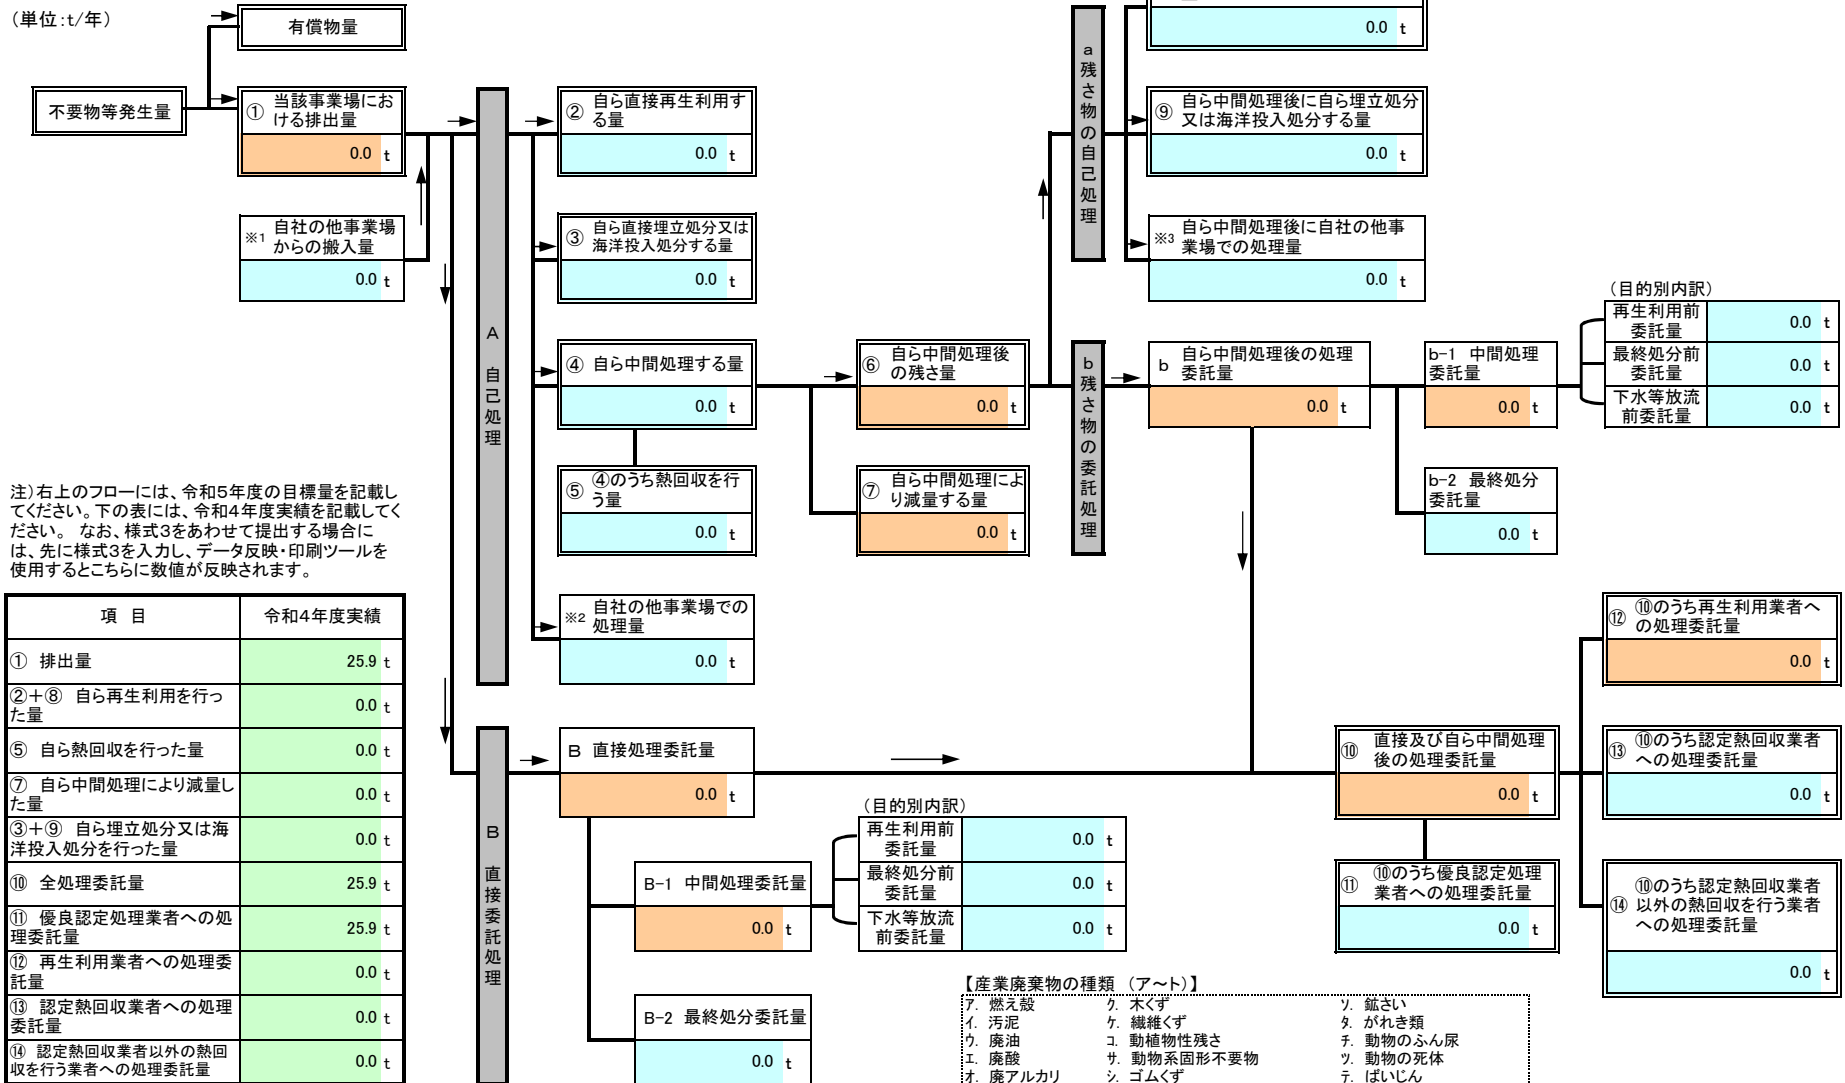 （単位：t/年）
有償物量
不要物等発生量
① 当該事業場にお
ける排出量
0.0 t
※1 自社の他事業場
からの搬入量
0.0 t
A 自己処理
② 自ら直接再生利用す
る量
0.0 t
③ 自ら直接埋立処分又は
海洋投入処分する量
0.0 t
④ 自ら中間処理する量
0.0 t
⑤ ④のうち熱回収を行
う量
0.0 t
※2 自社の他事業場での
処理量
0.0 t
⑥ 自ら中間処理後
の残さ量
0.0 t
⑦ 自ら中間処理によ
り減量する量
0.0 t
a 残さ物の自己処理
0.0 t
⑨ 自ら中間処理後に自ら埋立処分
又は海洋投入処分する量
0.0 t
※3 自ら中間処理後に自社の他事
業場での処理量
0.0 t
b 残さ物の委託処理
b 自ら中間処理後の処理
委託量
0.0 t
b-1 中間処理
委託量
0.0 t
b-2 最終処分
委託量
0.0 t
（目的別内訳）
再生利用前
委託量
0.0 t
最終処分前
委託量
0.0 t
下水等放流
前委託量
0.0 t
注）右上のフローには、令和5年度の目標量を記載し
てください。下の表には、令和4年度実績を記載してく
ださい。 なお、様式3をあわせて提出する場合に
は、先に様式3を入力し、データ反映・印刷ツールを
使用するとこちらに数値が反映されます。
項 目 令和4年度実績
① 排出量 25.9 t
②＋⑧ 自ら再生利用を行っ
た量 0.0 t
⑤ 自ら熱回収を行った量 0.0 t
⑦ 自ら中間処理により減量し
た量 0.0 t
③＋⑨ 自ら埋立処分又は海
洋投入処分を行った量 0.0 t
⑩ 全処理委託量 25.9 t
⑪ 優良認定処理業者への処
理委託量 25.9 t
⑫ 再生利用業者への処理委
託量 0.0 t
⑬ 認定熱回収業者への処理
委託量 0.0 t
⑭ 認定熱回収業者以外の熱回
収を行う業者への処理委託量 0.0 t
B 直接委託処理
B 直接処理委託量
0.0 t
B-1 中間処理委託量
0.0 t
B-2 最終処分委託量
0.0 t
（目的別内訳）
再生利用前
委託量
0.0 t
最終処分前
委託量
0.0 t
下水等放流
前委託量
0.0 t
⑩ 直接及び自ら中間処理
後の処理委託量
0.0 t
⑪ ⑩のうち優良認定処理
業者への処理委託量
0.0 t
⑫ ⑩のうち再生利用業者へ
の処理委託量
0.0 t
⑬ ⑩のうち認定熱回収業者
への処理委託量
0.0 t
⑭ ⑩のうち認定熱回収業者
以外の熱回収を行う業者
への処理委託量
0.0 t
【産業廃棄物の種類 （ア～ト）】
ア. 燃え殻 ク. 木くず ソ. 鉱さい
イ. 汚泥 ケ. 繊維くず タ. がれき類
ウ. 廃油 コ. 動植物性残さ チ. 動物のふん尿
エ. 廃酸 サ. 動物系固形不要物 ツ. 動物の死体
オ. 廃アルカリ シ. ゴムくず テ. ばいじん